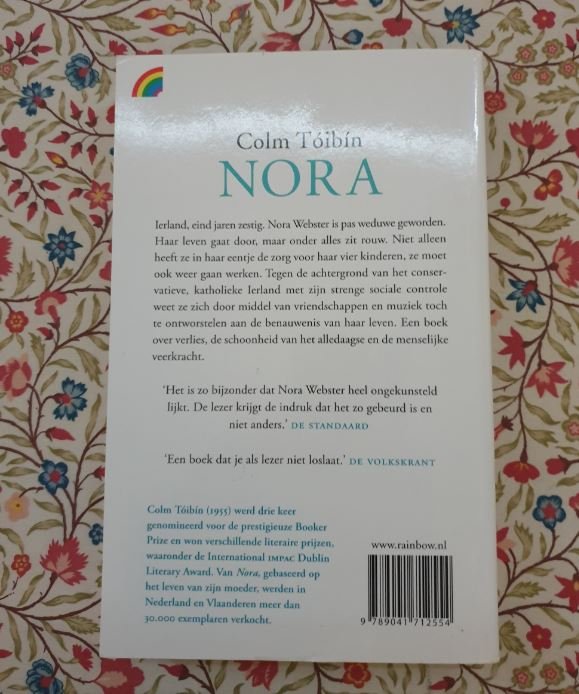 Colm Tóibín
NORA
Ierland, eind jaren zestig. Nora Webster is pas weduwe geworden.
Haar leven gaat door, maar onder alles zit rouw. Niet alleen
heeft ze in haar eentje de zorg voor haar vier kinderen, ze moet
ook weer gaan werken. Tegen de achtergrond van het conser-
vatieve, katholieke Ierland met zijn strenge sociale controle
weet ze zich door middel van vriendschappen en muziek toch
te ontworstelen aan de benauwenis van haar leven. Een boek
over verlies, de schoonheid van het alledaagse en de menselijke
veerkracht.
‘Het is zo bijzonder dat Nora Webster heel ongekunsteld
lijkt. De lezer krijgt de indruk dat het zo gebeurd is en
niet anders.’ DE STANDAARD
‘Een boek dat je als lezer niet loslaat.’ DE VOLKSKRANT
Colm Tóibín (1955) werd drie keer
genomineerd voor de prestigieuze Booker
Prize en won verschillende literaire prijzen,
waaronder de International IMPAC Dublin
Literary Award. Van Nora, gebaseerd op
het leven van zijn moeder, werden in
Nederland en Vlaanderen meer dan
30.000 exemplaren verkocht.
www.rainbow.nl
9 789041 712554